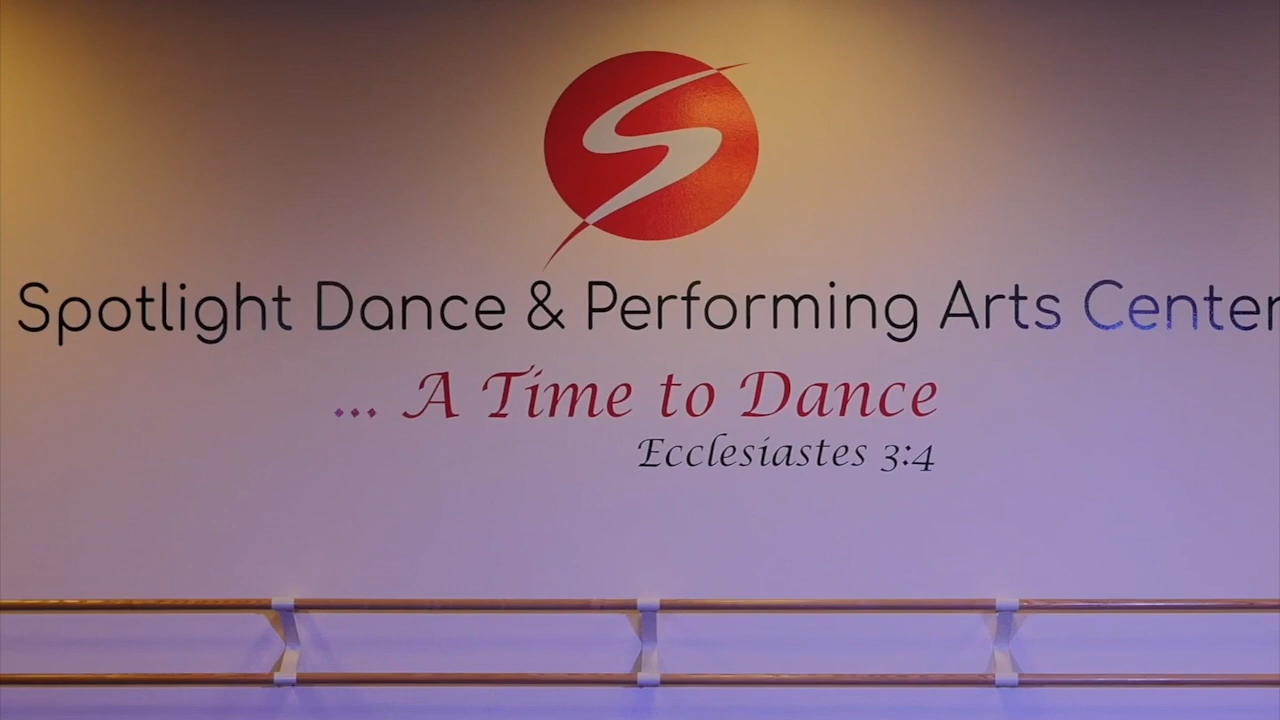 S
Spotlight Dance & Performing Arts Center
... A Time to Dance
Ecclesiastes 3:4